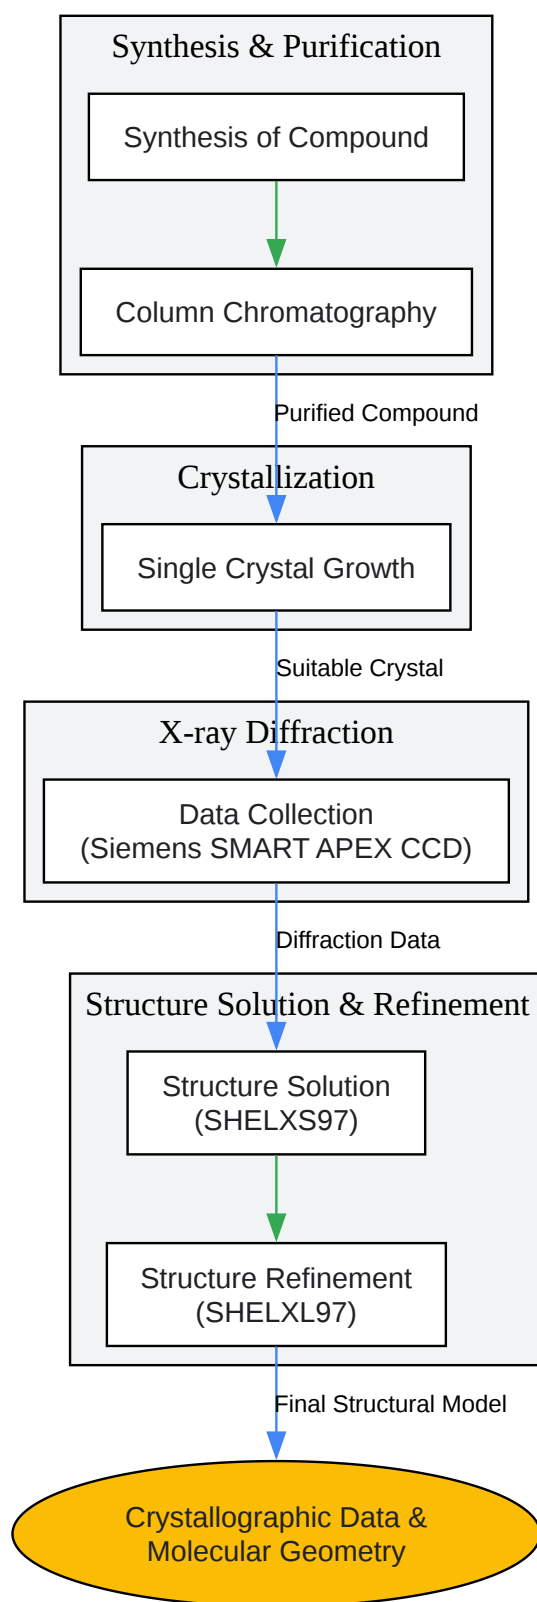 Synthesis & Purification
Synthesis of Compound
Column Chromatography
Purified Compound
Crystallization
Single Crystal Growth
Suitable Crystal
X-ray Diffraction
Data Collection
(Siemens SMART APEX CCD)
Diffraction Data
Structure Solution & Refinement
Structure Solution
(SHELXS97)
Structure Refinement
(SHELXL97)
Final Structural Model
Crystallographic Data &
Molecular Geometry